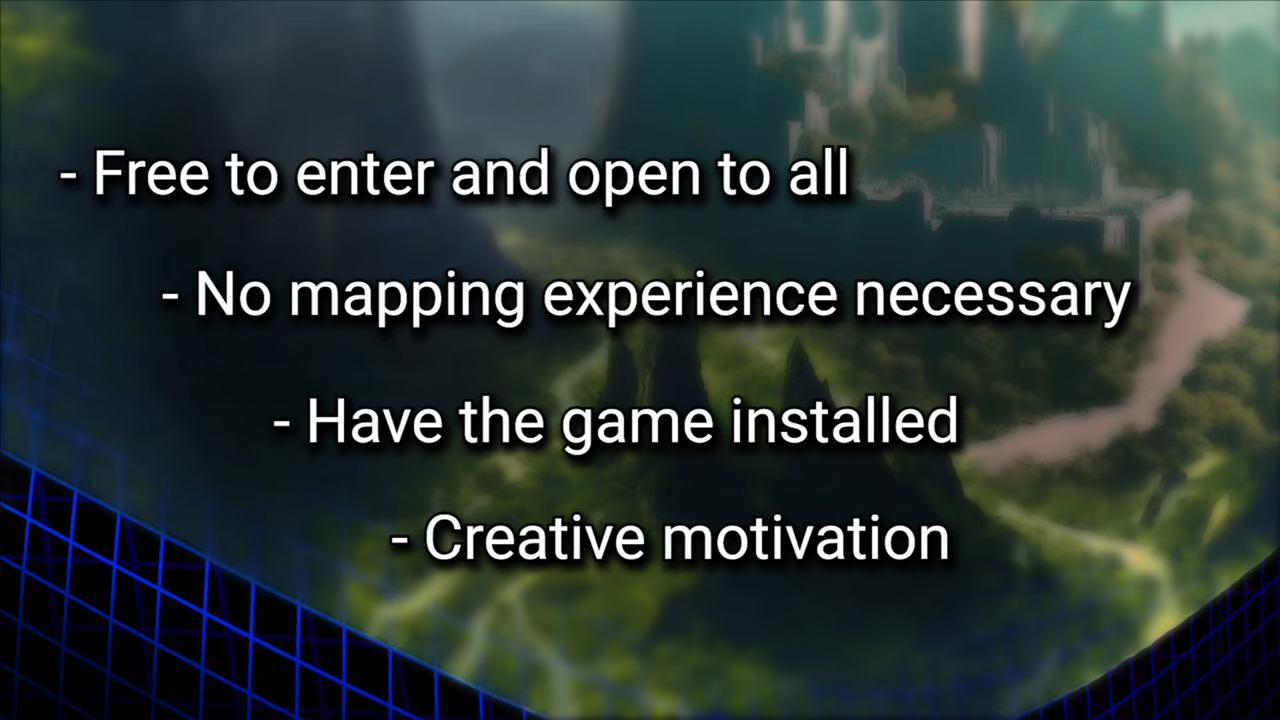 - Free to enter and open to all
- No mapping experience necessary
- Have the game installed
- Creative motivation